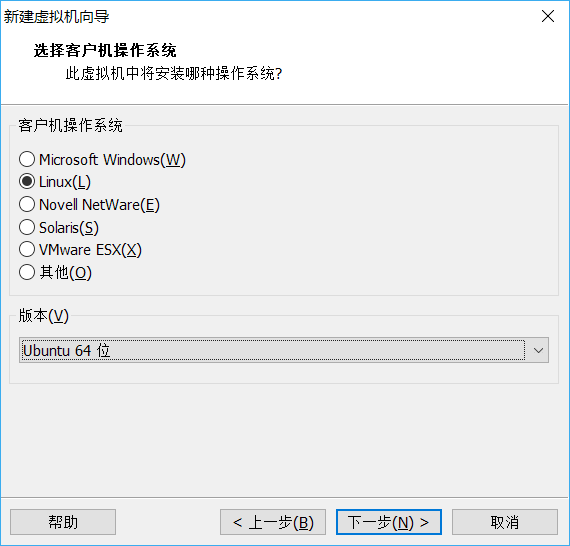 新建虚拟机向导
选择客户机操作系统
此虚拟机中将安装哪种操作系统?
客户机操作系统
Microsoft Windows(W)
Linux(L)
Novell NetWare(E)
Solaris(S)
VMware ESX(X)
其他(O)
版本(V)
Ubuntu 64 位
帮助
< 上一步(B)
下一步(N) >
取消